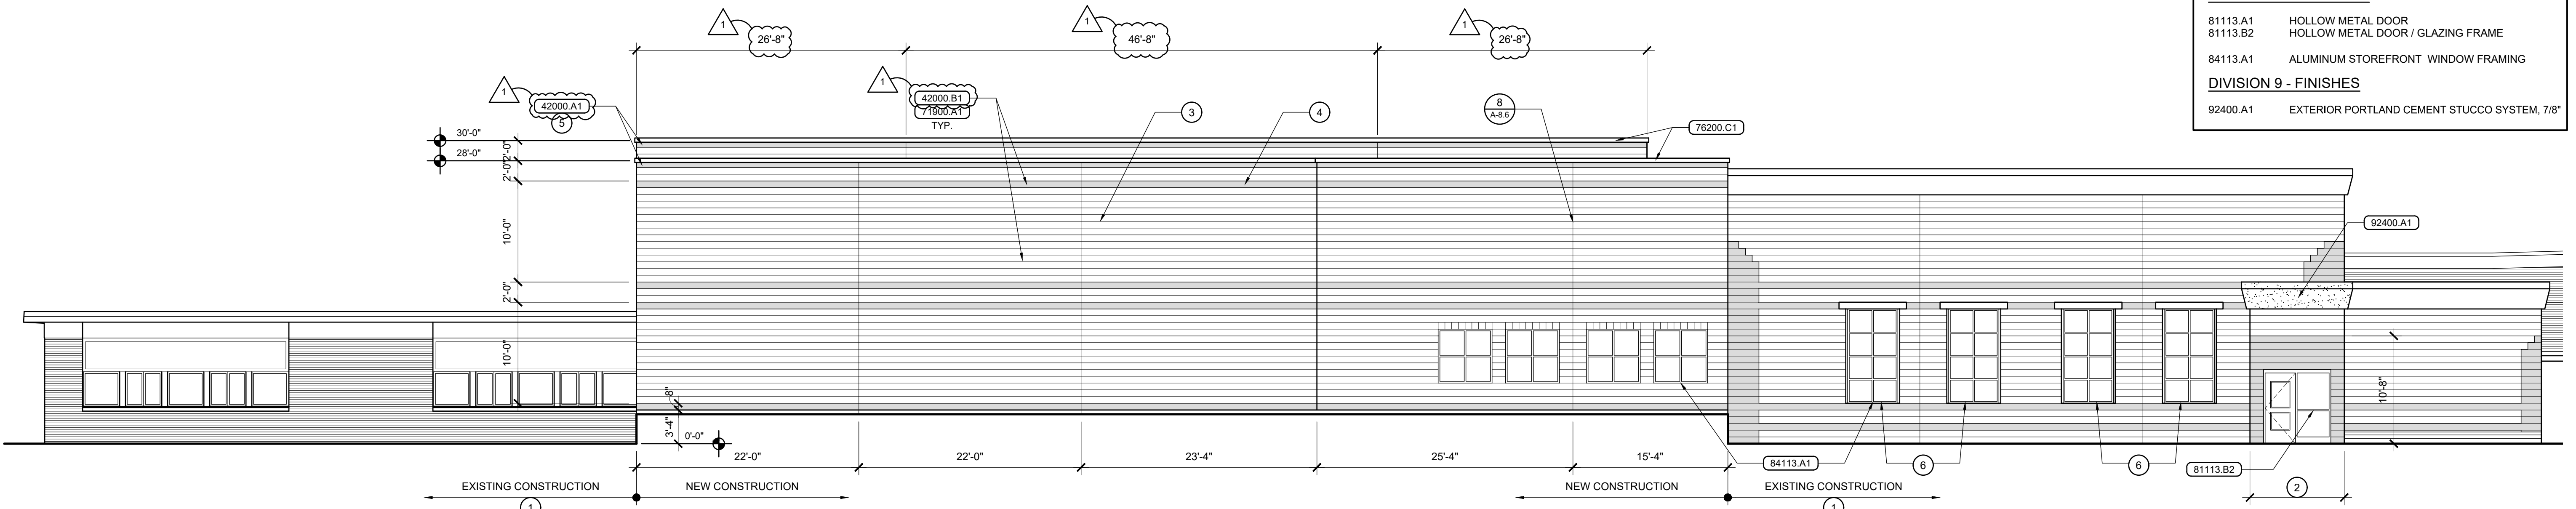 1
26'-8"
1
46'-8"
1
26'-8"
81113.A1 HOLLOW METAL DOOR
81113.B2 HOLLOW METAL DOOR / GLAZING FRAME
84113.A1 ALUMINUM STOREFRONT WINDOW FRAMING
DIVISION 9 - FINISHES
92400.A1 EXTERIOR PORTLAND CEMENT STUCCO SYSTEM, 7/8"
1
42000.A1
5
1
42000.B1
71900.A1
TYP.
3
4
8
A-8.6
76200.C1
30'-0"
28'-0"
2'-0"
2'-0"
10'-0"
2'-0"
10'-0"
8"
3'-4"
0'-0"
92400.A1
10'-8"
22'-0"
22'-0"
23'-4"
25'-4"
15'-4"
84113.A1
6
6
81113.B2
2
EXISTING CONSTRUCTION
NEW CONSTRUCTION
NEW CONSTRUCTION
EXISTING CONSTRUCTION
1
1